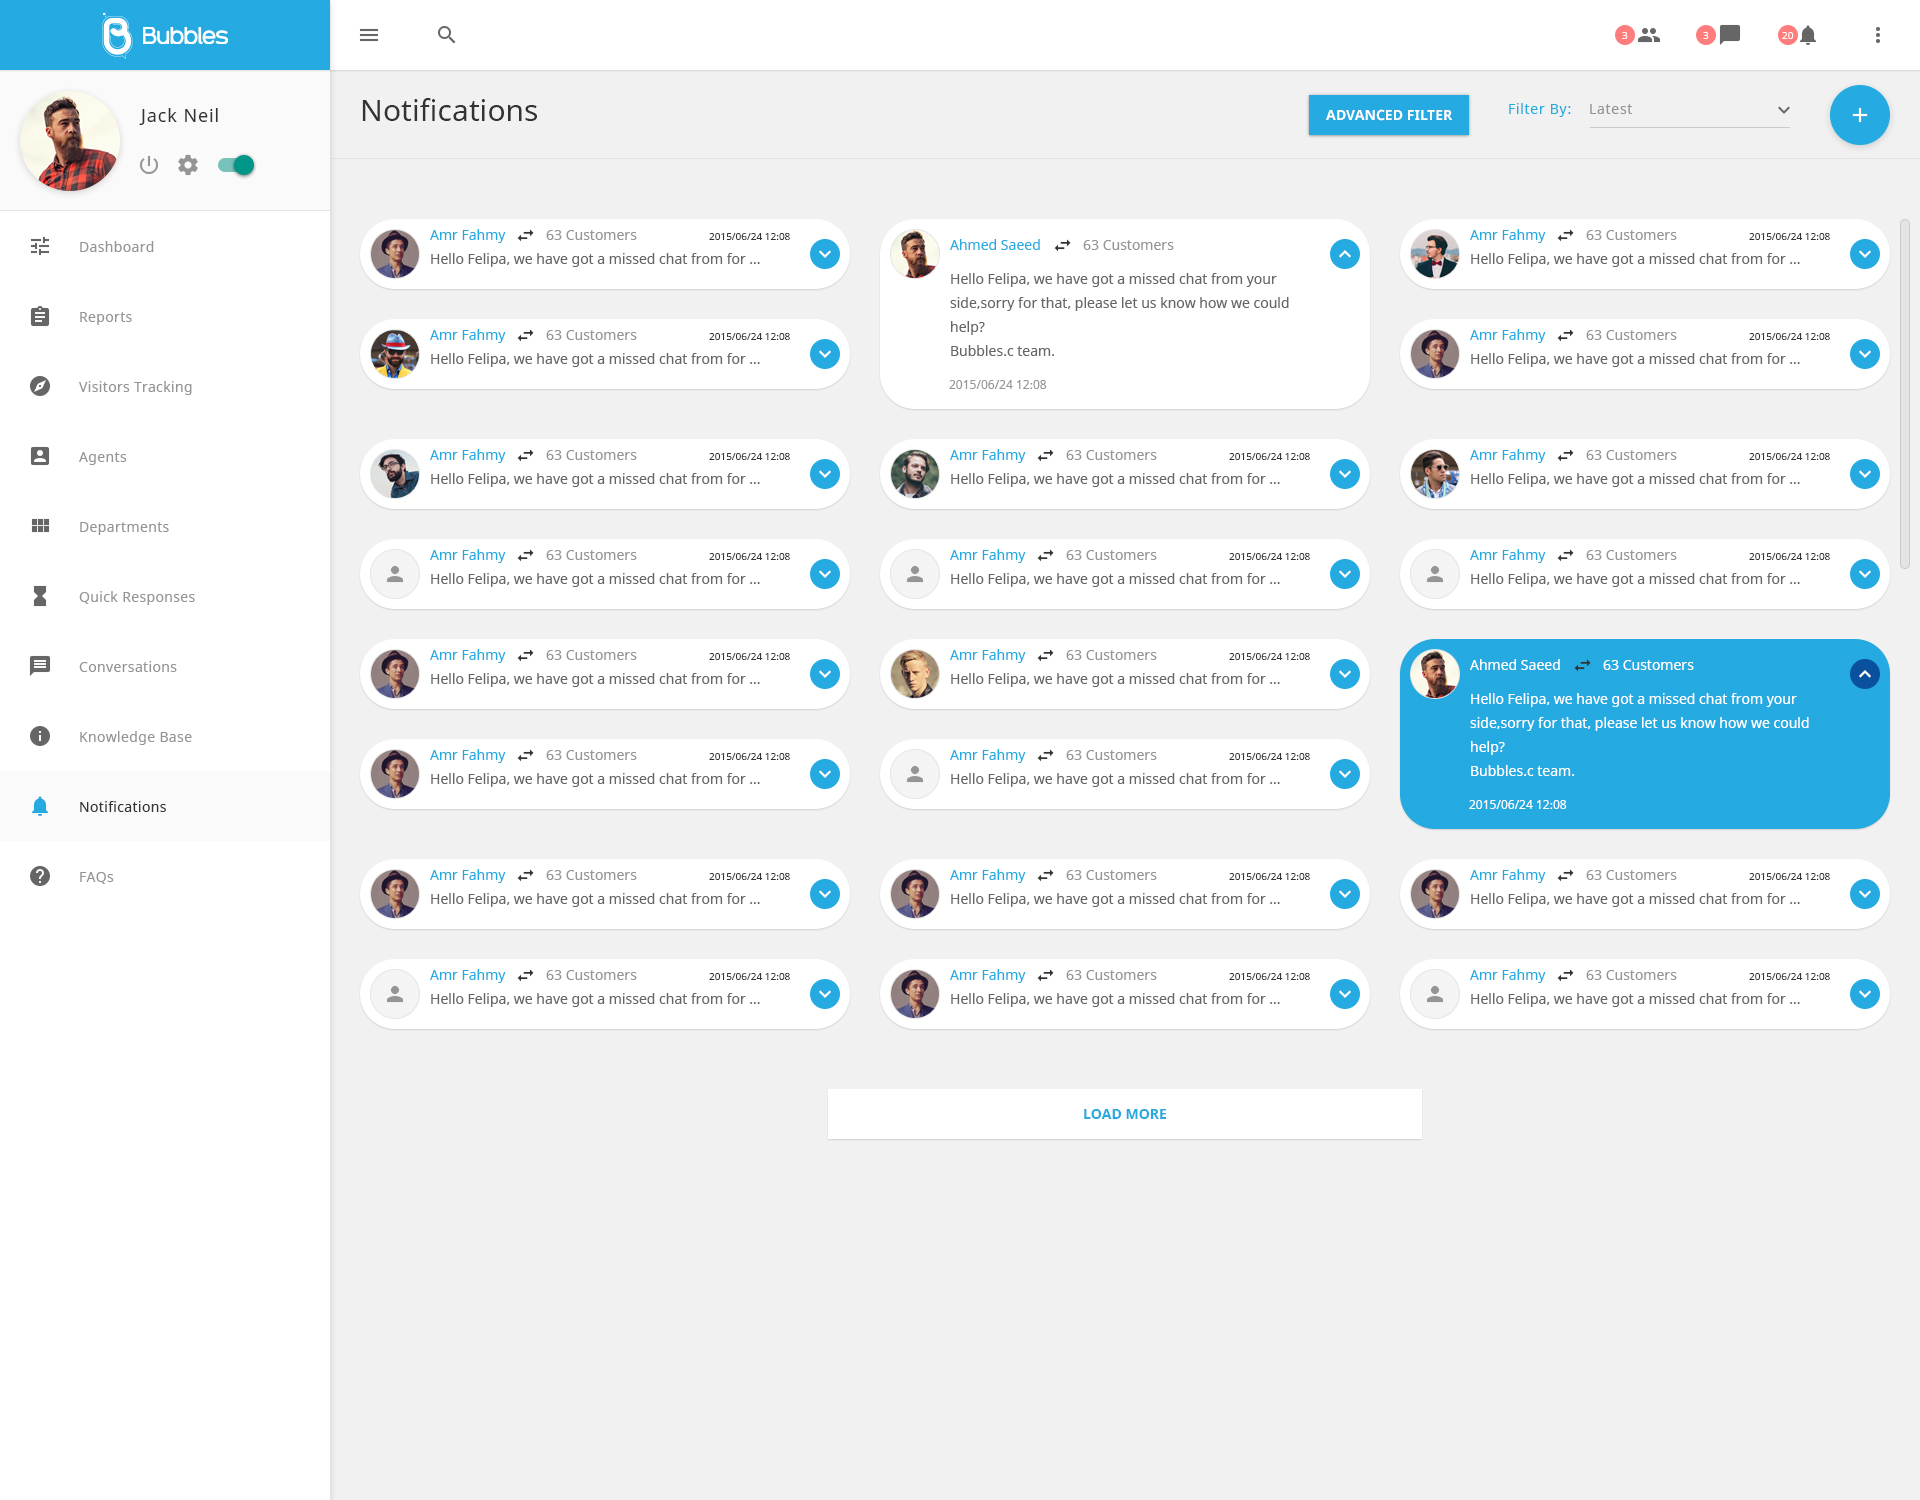 Bubbles
3
3
20
Jack Neil
Dashboard
Reports
Visitors Tracking
Agents
Departments
Quick Responses
Conversations
Knowledge Base
Notifications
FAQs
Notifications
ADVANCED FILTER
Filter By:
Latest
Amr Fahmy 63 Customers 2015/06/24 12:08
Hello Felipa, we have got a missed chat from for ...
Ahmed Saeed 63 Customers
Hello Felipa, we have got a missed chat from your
side,sorry for that, please let us know how we could
help?
Bubbles.c team.
2015/06/24 12:08
Amr Fahmy 63 Customers 2015/06/24 12:08
Hello Felipa, we have got a missed chat from for ...
Amr Fahmy 63 Customers 2015/06/24 12:08
Hello Felipa, we have got a missed chat from for ...
Amr Fahmy 63 Customers 2015/06/24 12:08
Hello Felipa, we have got a missed chat from for ...
Amr Fahmy 63 Customers 2015/06/24 12:08
Hello Felipa, we have got a missed chat from for ...
Amr Fahmy 63 Customers 2015/06/24 12:08
Hello Felipa, we have got a missed chat from for ...
Amr Fahmy 63 Customers 2015/06/24 12:08
Hello Felipa, we have got a missed chat from for ...
Amr Fahmy 63 Customers 2015/06/24 12:08
Hello Felipa, we have got a missed chat from for ...
Amr Fahmy 63 Customers 2015/06/24 12:08
Hello Felipa, we have got a missed chat from for ...
Amr Fahmy 63 Customers 2015/06/24 12:08
Hello Felipa, we have got a missed chat from for ...
Amr Fahmy 63 Customers 2015/06/24 12:08
Hello Felipa, we have got a missed chat from for ...
Amr Fahmy 63 Customers 2015/06/24 12:08
Hello Felipa, we have got a missed chat from for ...
Ahmed Saeed 63 Customers
Hello Felipa, we have got a missed chat from your
side,sorry for that, please let us know how we could
help?
Bubbles.c team.
2015/06/24 12:08
Amr Fahmy 63 Customers 2015/06/24 12:08
Hello Felipa, we have got a missed chat from for ...
Amr Fahmy 63 Customers 2015/06/24 12:08
Hello Felipa, we have got a missed chat from for ...
Amr Fahmy 63 Customers 2015/06/24 12:08
Hello Felipa, we have got a missed chat from for ...
Amr Fahmy 63 Customers 2015/06/24 12:08
Hello Felipa, we have got a missed chat from for ...
Amr Fahmy 63 Customers 2015/06/24 12:08
Hello Felipa, we have got a missed chat from for ...
Amr Fahmy 63 Customers 2015/06/24 12:08
Hello Felipa, we have got a missed chat from for ...
Amr Fahmy 63 Customers 2015/06/24 12:08
Hello Felipa, we have got a missed chat from for ...
Amr Fahmy 63 Customers 2015/06/24 12:08
Hello Felipa, we have got a missed chat from for ...
LOAD MORE